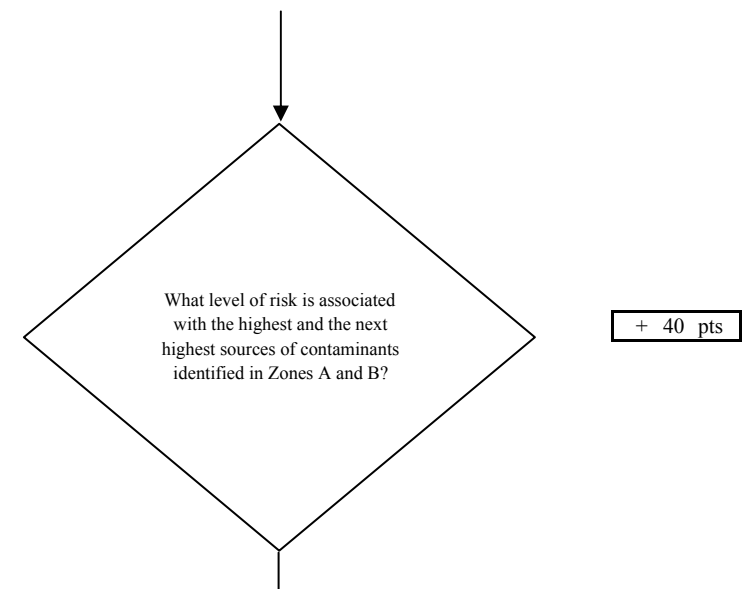 What level of risk is associated
with the highest and the next
highest sources of contaminants
identified in Zones A and B?
+ 40 pts